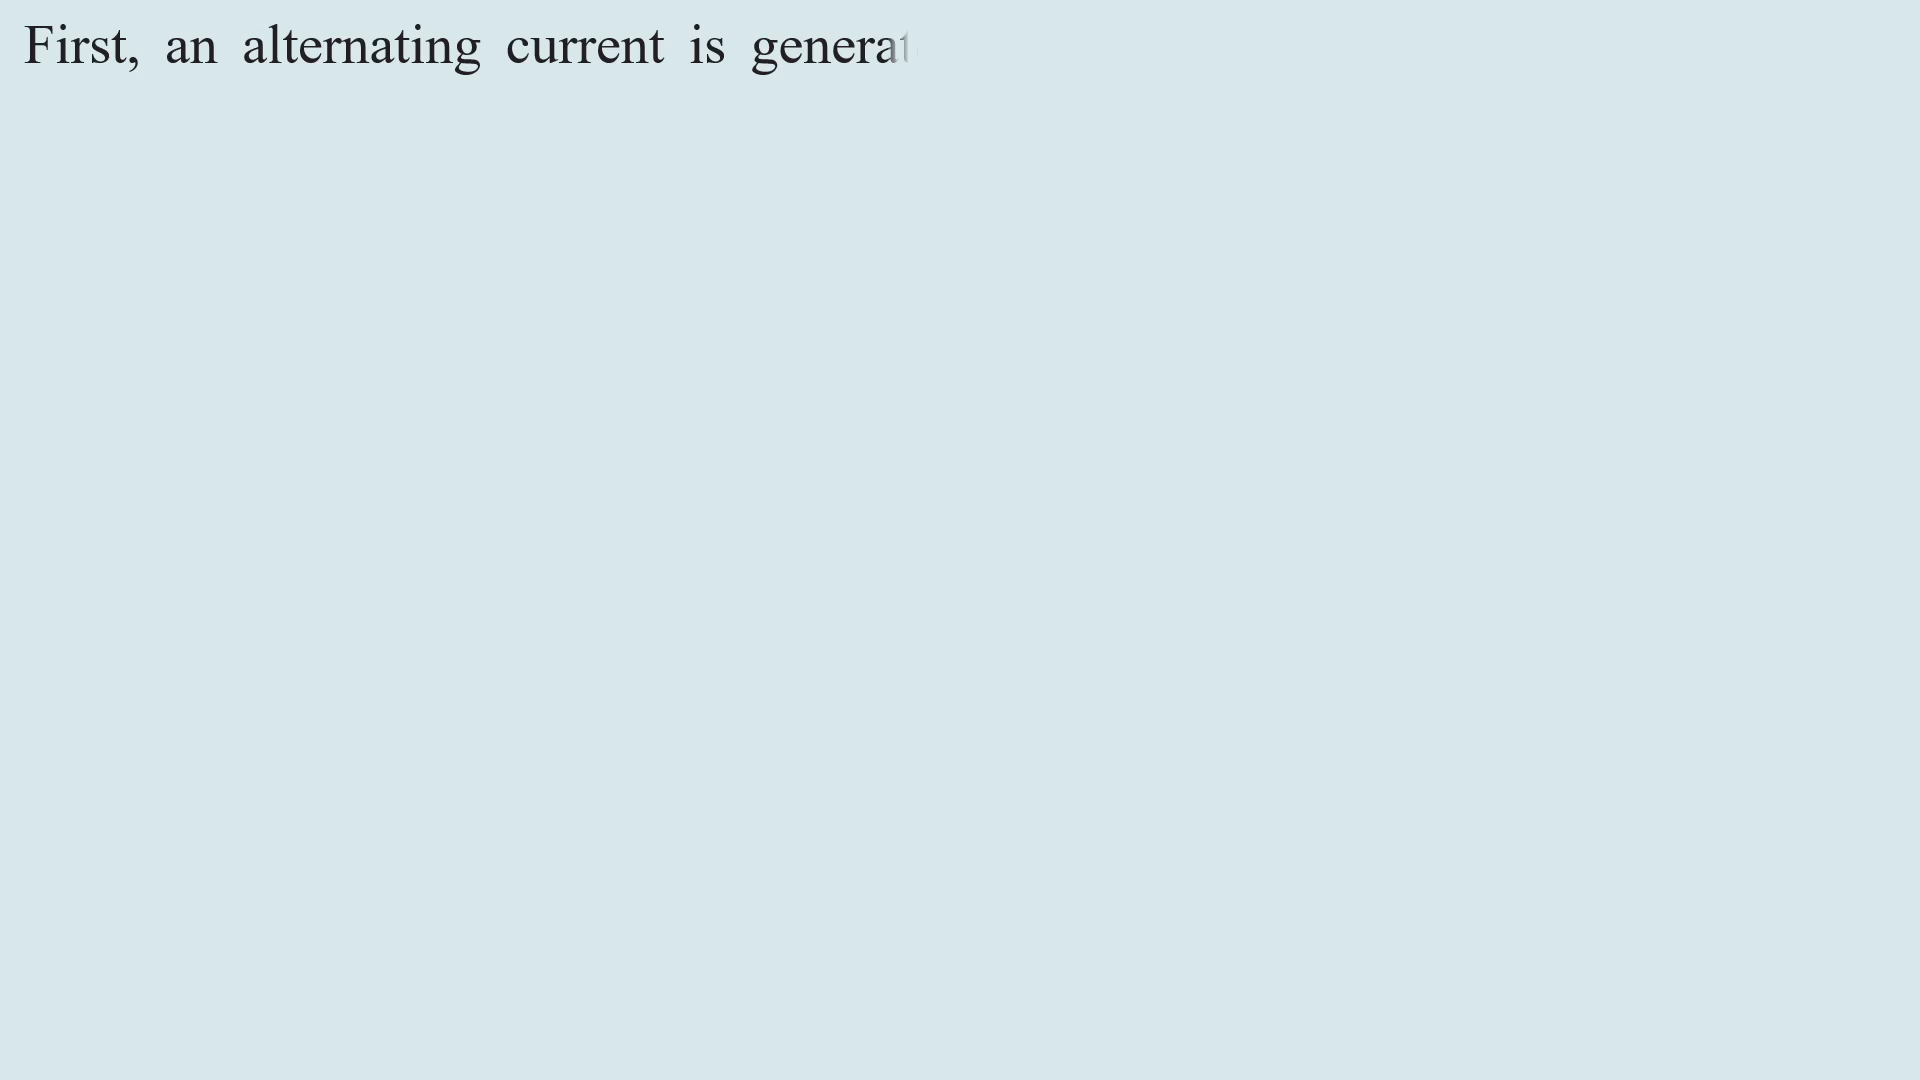 First, an alternating current is generat